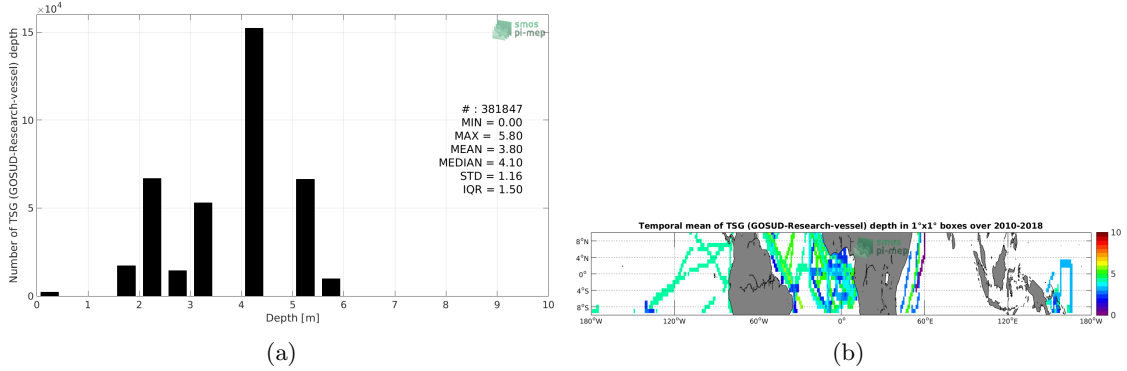 ×10⁴
15
10
5
0
0 1 2 3 4 5 6 7 8 9 10
Number of TSG (GOSUD-Research-vessel) depth
Depth [m]
smos
pi-mep
# : 381847
MIN = 0.00
MAX = 5.80
MEAN = 3.80
MEDIAN = 4.10
STD = 1.16
IQR = 1.50
(a)
Temporal mean of TSG (GOSUD-Research-vessel) depth in 1°x1° boxes over 2010-2018
smos
pi-mep
8°N
4°N
0°
4°S
8°S
180°W 120°W 60°W 0° 60°E 120°E 180°W
10
5
0
(b)